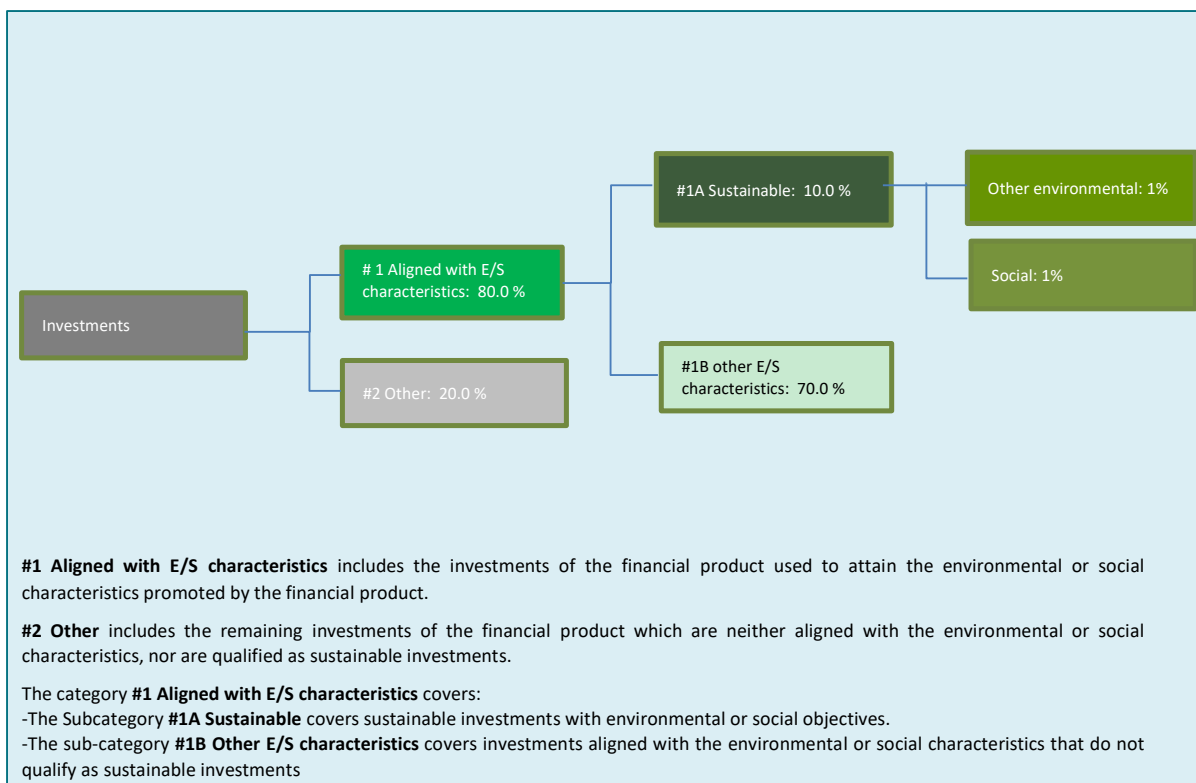 #1A Sustainable:  10.0 %
Other environmental: 1%
# 1 Aligned with E/S
characteristics:  80.0 %
Social: 1%
Investments
#1B other E/S
characteristics:  70.0 %
#2 Other:  20.0 %
#1 Aligned with E/S characteristics includes the investments of the financial product used to attain the environmental or social
characteristics promoted by the financial product.
#2 Other includes the remaining investments of the financial product which are neither aligned with the environmental or social
characteristics, nor are qualified as sustainable investments.
The category #1 Aligned with E/S characteristics covers:
-The Subcategory #1A Sustainable covers sustainable investments with environmental or social objectives.
-The sub-category #1B Other E/S characteristics covers investments aligned with the environmental or social characteristics that do not
qualify as sustainable investments